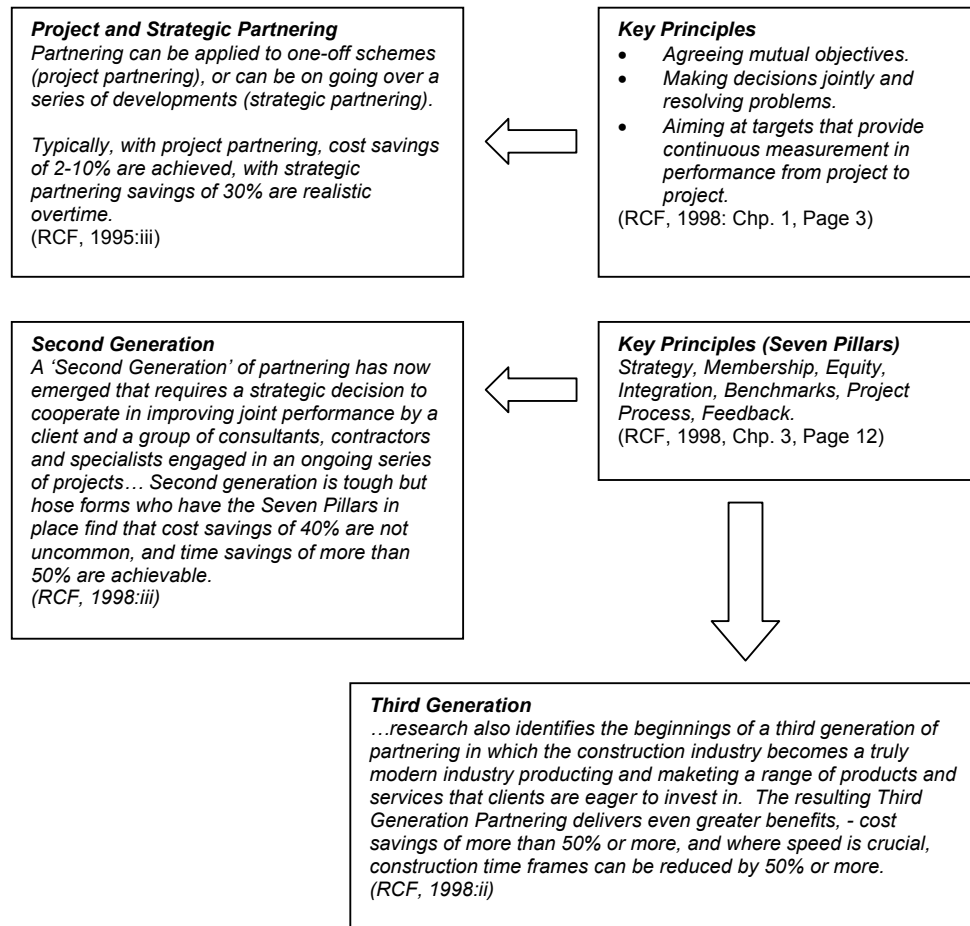 Project and Strategic Partnering
Partnering can be applied to one-off schemes
(project partnering), or can be on going over a
series of developments (strategic partnering).
Typically, with project partnering, cost savings
of 2-10% are achieved, with strategic
partnering savings of 30% are realistic
overtime.
(RCF, 1995:iii)
Key Principles
• Agreeing mutual objectives.
• Making decisions jointly and
resolving problems.
• Aiming at targets that provide
continuous measurement in
performance from project to
project.
(RCF, 1998: Chp. 1, Page 3)
Second Generation
A ‘Second Generation’ of partnering has now
emerged that requires a strategic decision to
cooperate in improving joint performance by a
client and a group of consultants, contractors
and specialists engaged in an ongoing series
of projects… Second generation is tough but
hose forms who have the Seven Pillars in
place find that cost savings of 40% are not
uncommon, and time savings of more than
50% are achievable.
(RCF, 1998:iii)
Key Principles (Seven Pillars)
Strategy, Membership, Equity,
Integration, Benchmarks, Project
Process, Feedback.
(RCF, 1998, Chp. 3, Page 12)
Third Generation
…research also identifies the beginnings of a third generation of
partnering in which the construction industry becomes a truly
modern industry producting and maketing a range of products and
services that clients are eager to invest in.  The resulting Third
Generation Partnering delivers even greater benefits, - cost
savings of more than 50% or more, and where speed is crucial,
construction time frames can be reduced by 50% or more.
(RCF, 1998:ii)